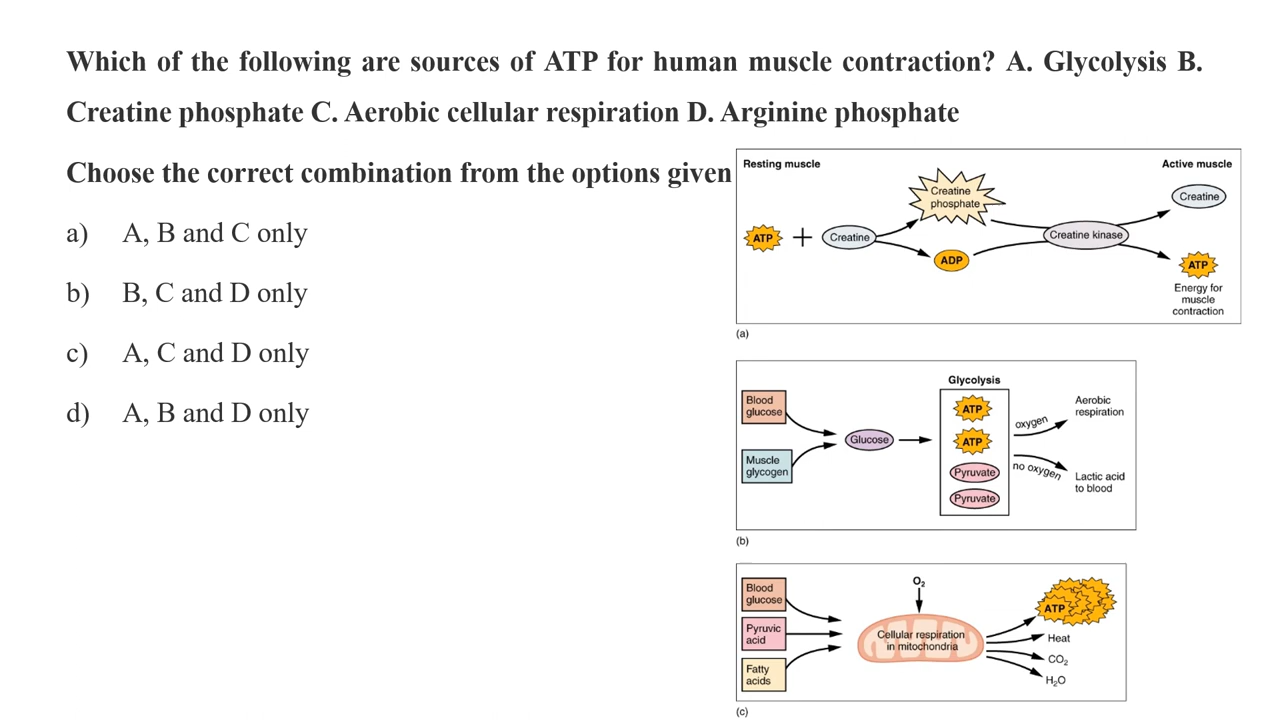 Which of the following are sources of ATP for human muscle contraction? A. Glycolysis B.
Creatine phosphate C. Aerobic cellular respiration D. Arginine phosphate
Choose the correct combination from the options given
a) A, B and C only
b) B, C and D only
c) A, C and D only
d) A, B and D only
Resting muscle
Active muscle
Creatine
phosphate
Creatine
ATP
+
Creatine
Creatine kinase
ADP
ATP
Energy for
muscle
contraction
(a)
Glycolysis
Blood
glucose
ATP
Aerobic
respiration
oxygen
Glucose
ATP
Muscle
glycogen
Pyruvate
no oxygen
Lactic acid
to blood
Pyruvate
(b)
O₂
Blood
glucose
ATP
Pyruvic
acid
Cellular respiration
in mitochondria
Heat
CO₂
Fatty
acids
H₂O
(c)